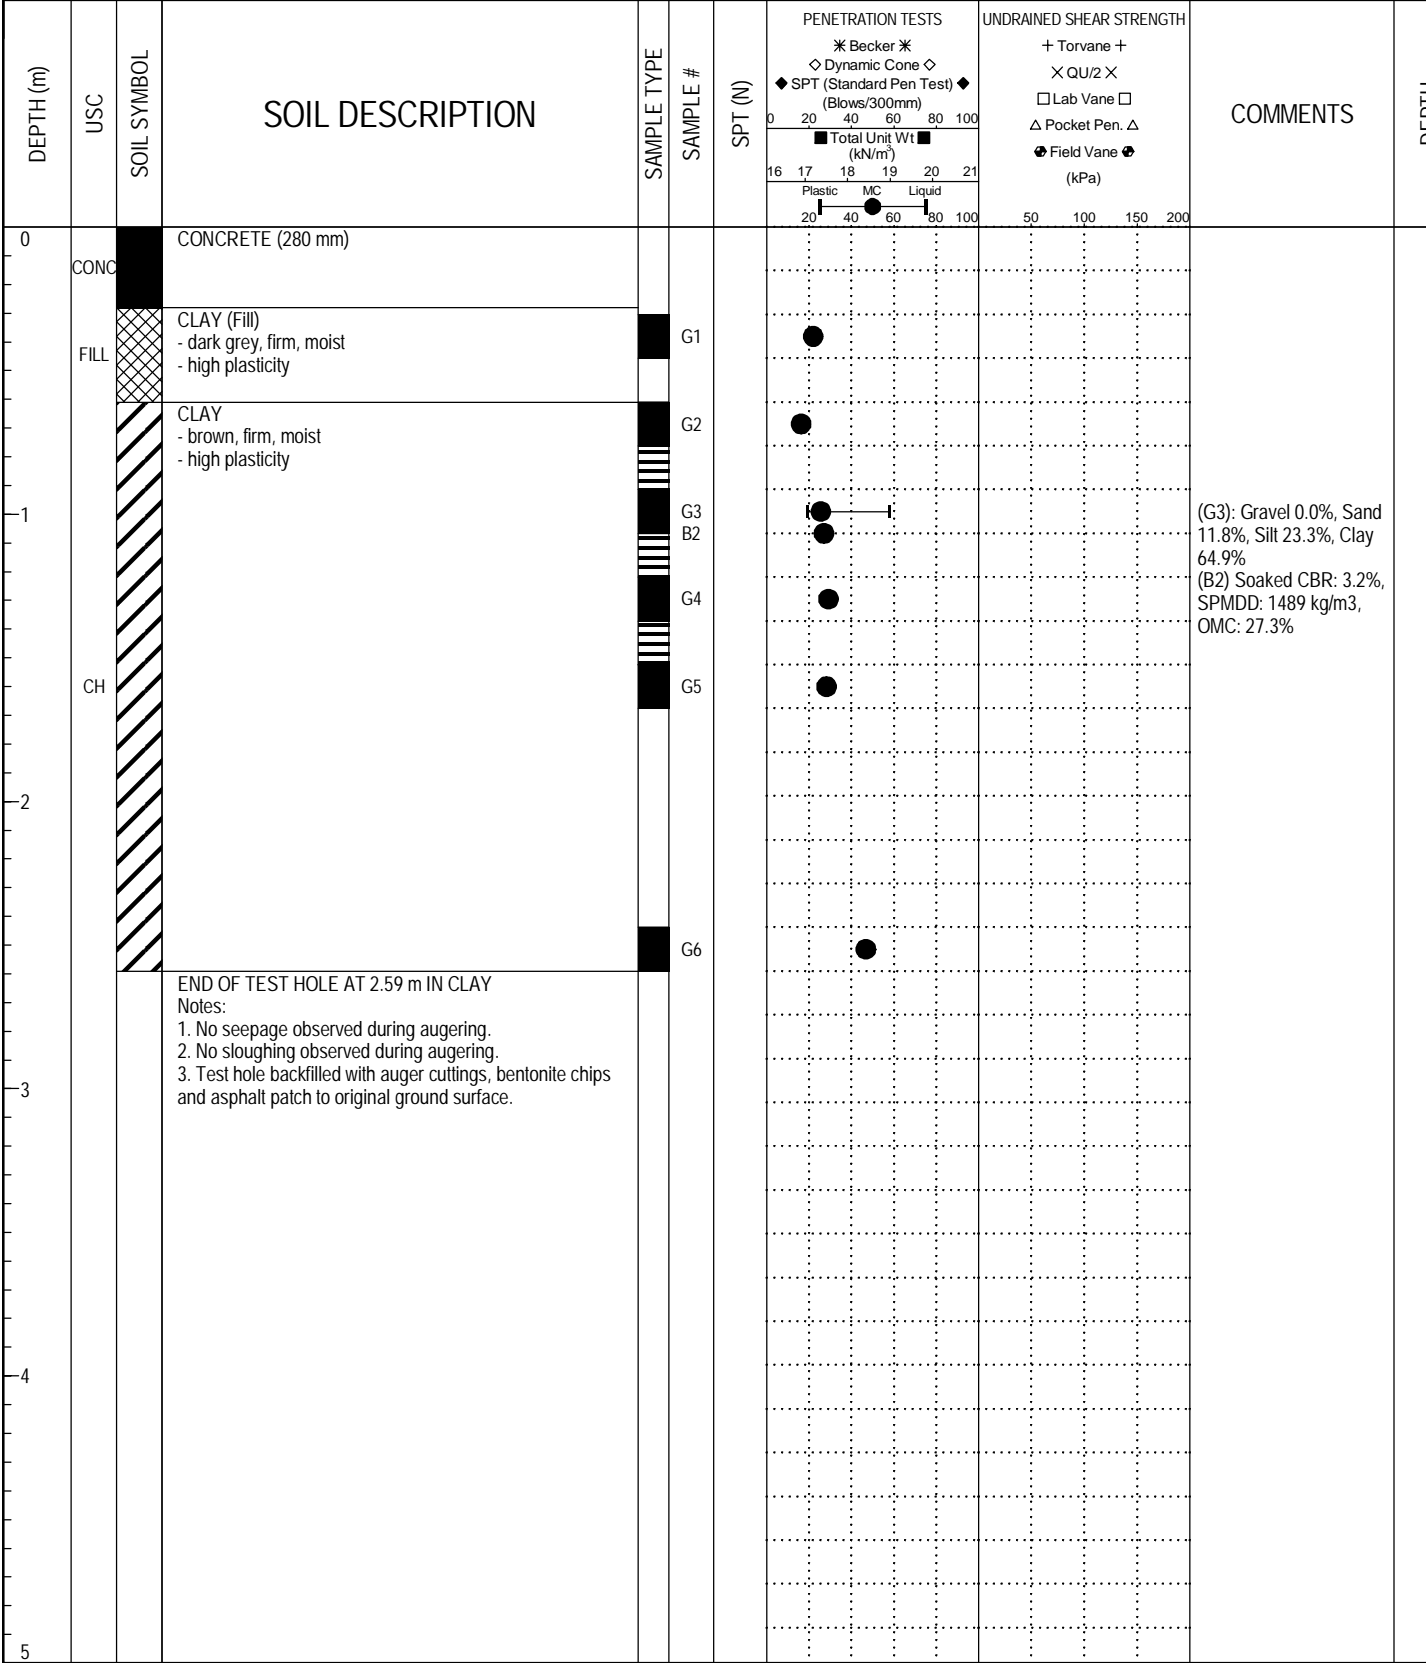 DEPTH (m)
USC
SOIL SYMBOL
SOIL DESCRIPTION
SAMPLE TYPE
SAMPLE #
SPT (N)
PENETRATION TESTS
✳ Becker ✳
◇ Dynamic Cone ◇
◆ SPT (Standard Pen Test) ◆
(Blows/300mm)
0 20 40 60 80 100
■ Total Unit Wt ■
(kN/m³)
16 17 18 19 20 21
Plastic MC Liquid
20 40 60 80 100
UNDRAINED SHEAR STRENGTH
+ Torvane +
× QU/2 ×
□ Lab Vane □
△ Pocket Pen. △
Field Vane
(kPa)
50 100 150 200
COMMENTS
DEPTH
0
CONC
CONCRETE (280 mm)
FILL
CLAY (Fill)
- dark grey, firm, moist
- high plasticity
G1
CLAY
- brown, firm, moist
- high plasticity
G2
1
G3
B2
G4
G5
CH
(G3): Gravel 0.0%, Sand
11.8%, Silt 23.3%, Clay
64.9%
(B2) Soaked CBR: 3.2%,
SPMDD: 1489 kg/m3,
OMC: 27.3%
2
G6
END OF TEST HOLE AT 2.59 m IN CLAY
Notes:
1. No seepage observed during augering.
2. No sloughing observed during augering.
3. Test hole backfilled with auger cuttings, bentonite chips
and asphalt patch to original ground surface.
3
4
5